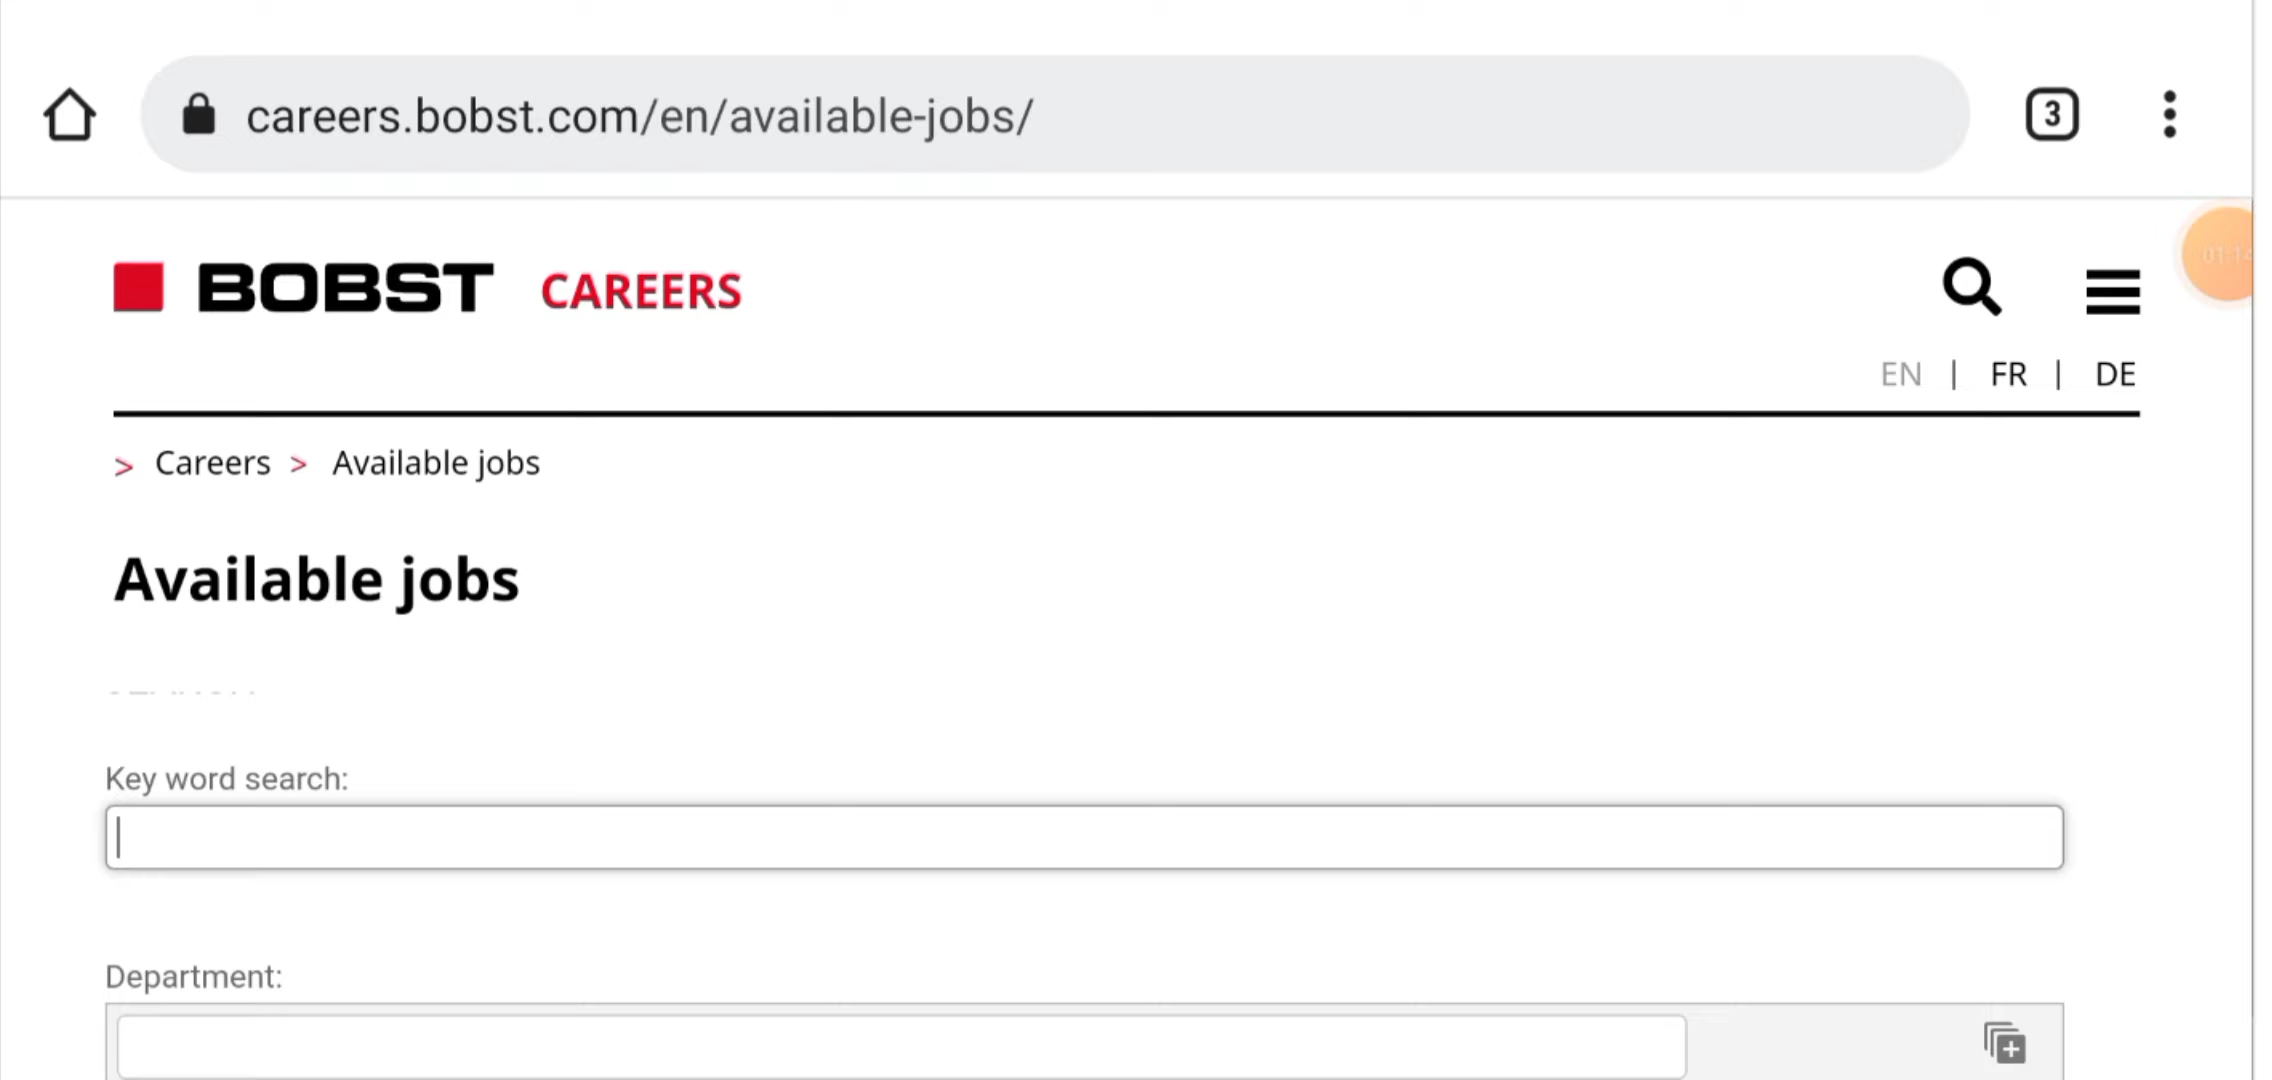 careers.bobst.com/en/available-jobs/
3
BOBST CAREERS
EN | FR | DE
> Careers > Available jobs
Available jobs
Key word search:
Department: